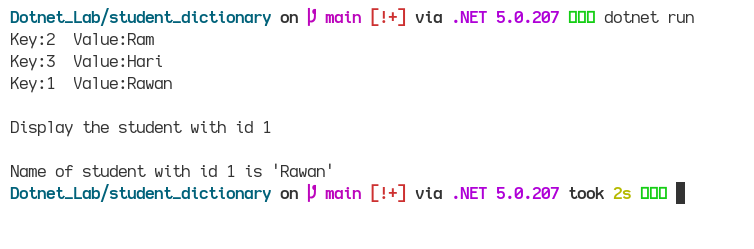 Dotnet_Lab/student_dictionary on main [!+] via .NET 5.0.207 dotnet run
Key:2  Value:Ram
Key:3  Value:Hari
Key:1  Value:Rawan
Display the student with id 1
Name of student with id 1 is 'Rawan'
Dotnet_Lab/student_dictionary on main [!+] via .NET 5.0.207 took 2s